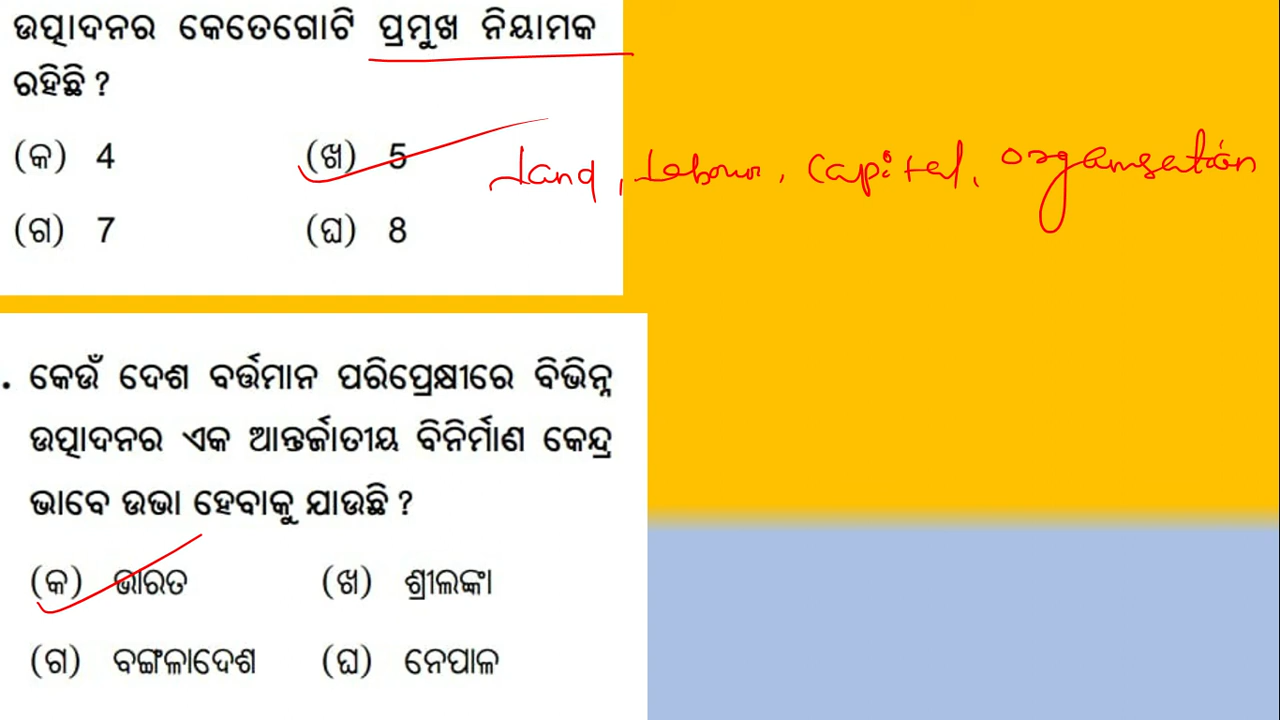 ଉତ୍ପାଦନର କେତେଗୋଟି ପ୍ରମୁଖ ନିୟାମକ
ରହିଛି ?
(କ) 4 (ଖ) 5
Land, Labour, Capital, organisation
(ଗ) 7 (ଘ) 8
. କେଉଁ ଦେଶ ବର୍ତ୍ତମାନ ପରିପ୍ରେକ୍ଷୀରେ ବିଭିନ୍ନ
ଉତ୍ପାଦନର ଏକ ଆନ୍ତର୍ଜାତୀୟ ବିନିର୍ମାଣ କେନ୍ଦ୍ର
ଭାବେ ଉଭା ହେବାକୁ ଯାଉଛି ?
(କ) ଭାରତ (ଖ) ଶ୍ରୀଲଙ୍କା
(ଗ) ବଙ୍ଗଳାଦେଶ (ଘ) ନେପାଳ